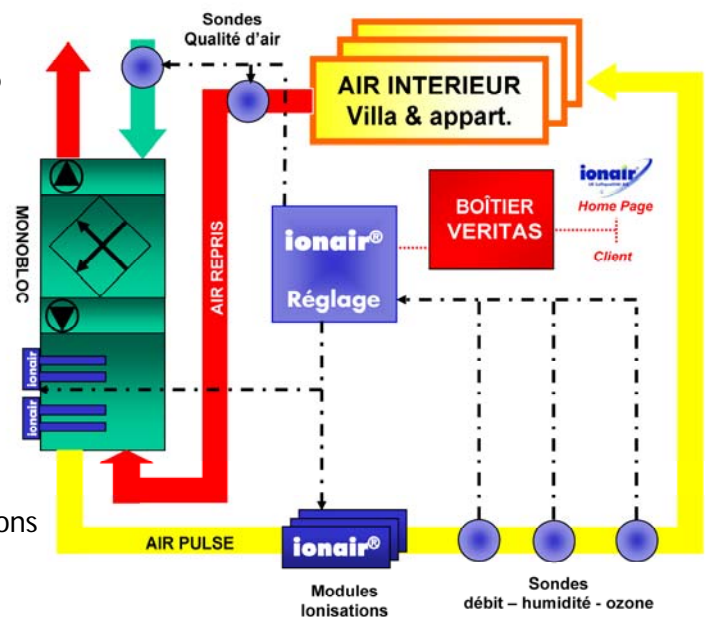 Sondes
Qualité d'air
AIR INTERIEUR
Villa & appart.
MONOBLOC
AIR REPRIS
ionair®
Réglage
BOÎTIER
VERITAS
ionair®
Home Page
Client
ionair
ionair
ons
AIR PULSE
ionair®
Modules
Ionisations
Sondes
débit – humidité - ozone